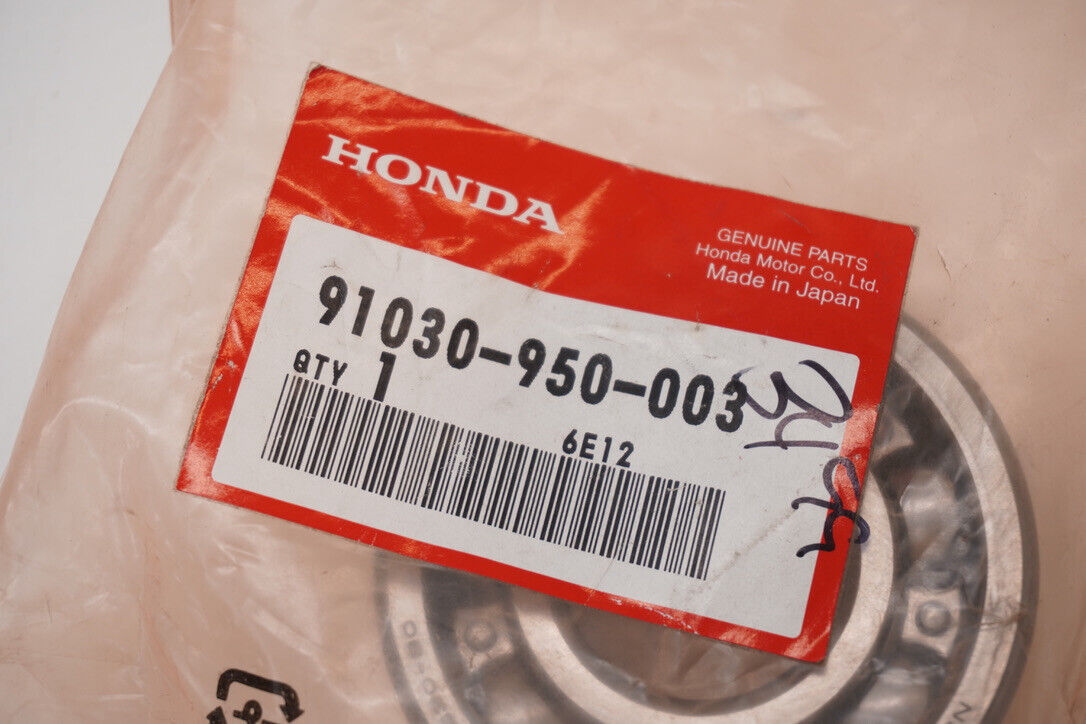 HONDA
GENUINE PARTS
Honda Motor Co., Ltd.
Made in Japan
91030-950-003
QTY 1
6E12